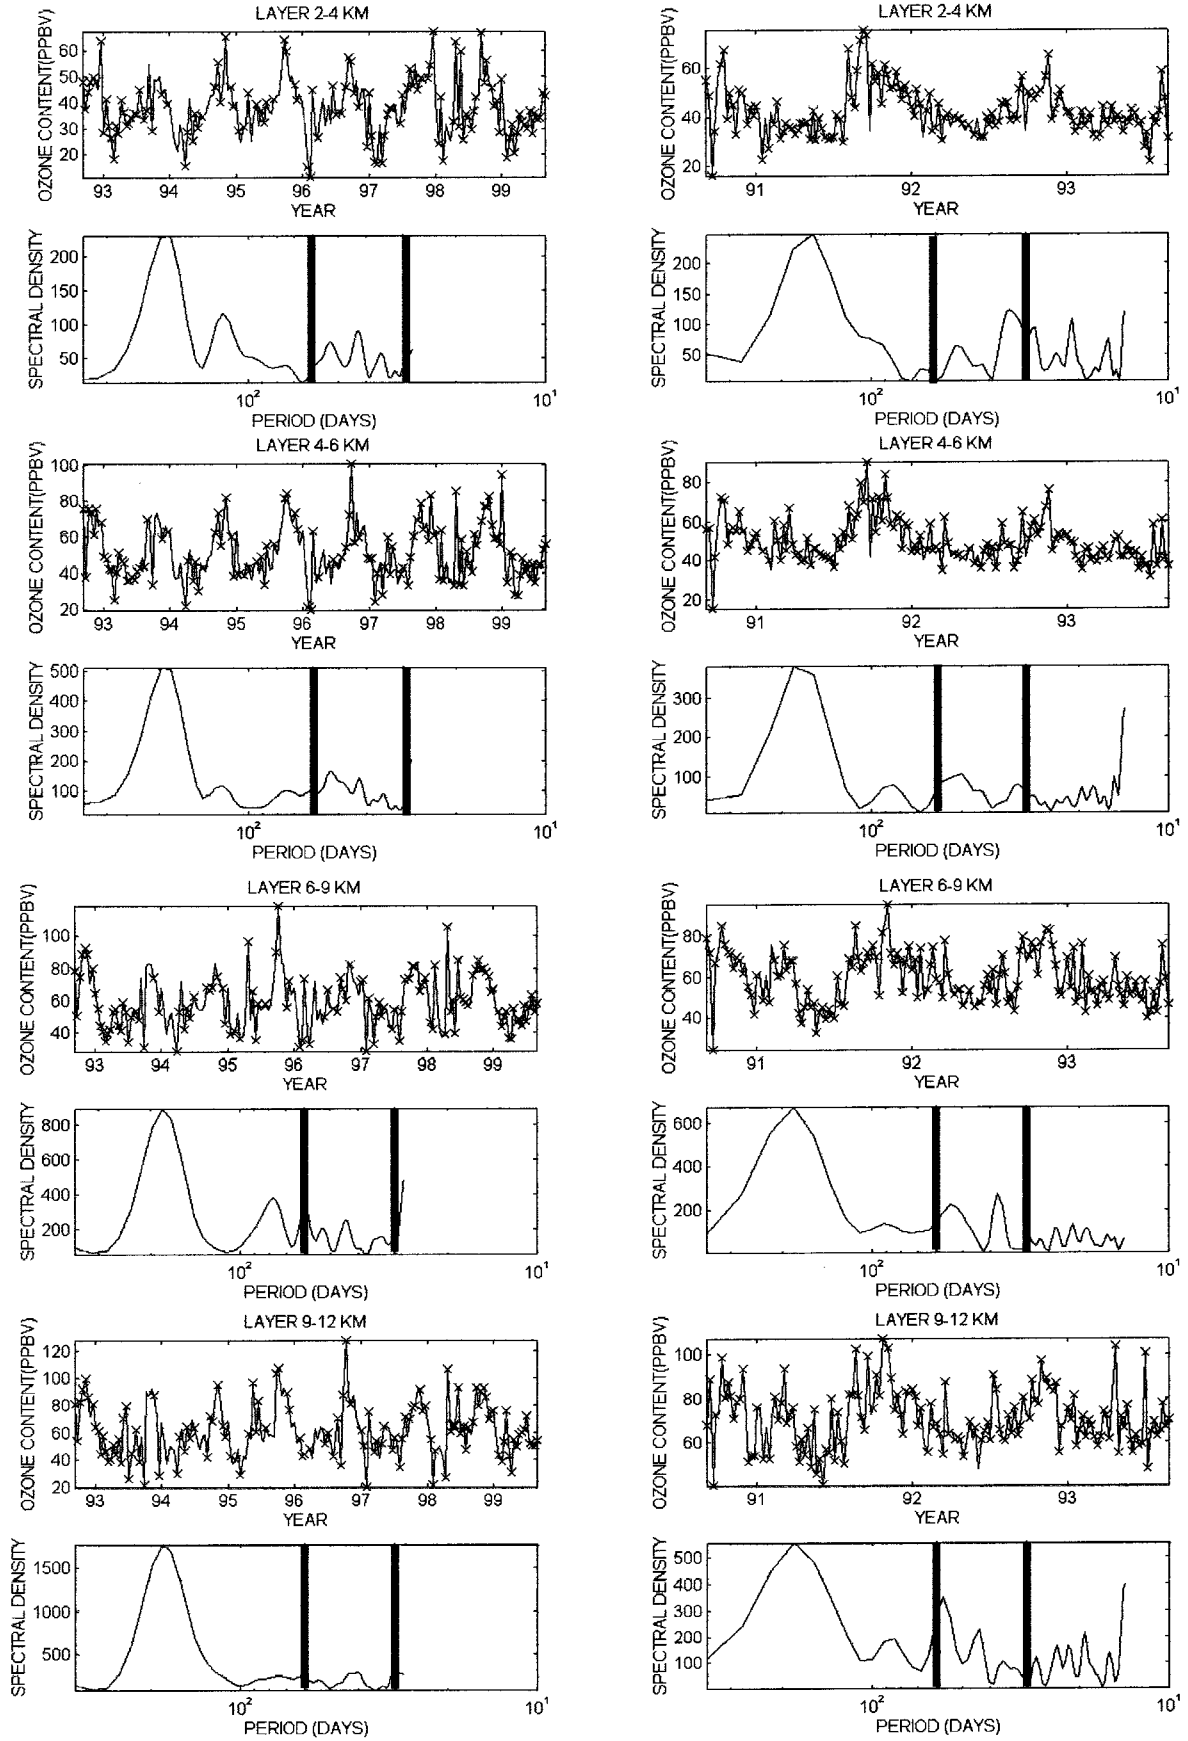 LAYER 2-4 KM
OZONE CONTENT(PPBV)
60
50
40
30
20
93 94 95 96 97 98 99
YEAR
SPECTRAL DENSITY
200
150
100
50
10² 10¹
PERIOD (DAYS)
LAYER 4-6 KM
OZONE CONTENT(PPBV)
100
80
60
40
20
93 94 95 96 97 98 99
YEAR
SPECTRAL DENSITY
500
400
300
200
100
10² 10¹
PERIOD (DAYS)
LAYER 6-9 KM
OZONE CONTENT(PPBV)
100
80
60
40
93 94 95 96 97 98 99
YEAR
SPECTRAL DENSITY
800
600
400
200
10² 10¹
PERIOD (DAYS)
LAYER 9-12 KM
OZONE CONTENT(PPBV)
120
100
80
60
40
20
93 94 95 96 97 98 99
YEAR
SPECTRAL DENSITY
1500
1000
500
10² 10¹
PERIOD (DAYS)
LAYER 2-4 KM
OZONE CONTENT(PPBV)
60
40
20
91 92 93
YEAR
SPECTRAL DENSITY
200
150
100
50
10² 10¹
PERIOD (DAYS)
LAYER 4-6 KM
OZONE CONTENT(PPBV)
80
60
40
20
91 92 93
YEAR
SPECTRAL DENSITY
300
200
100
10² 10¹
PERIOD (DAYS)
LAYER 6-9 KM
OZONE CONTENT(PPBV)
80
60
40
91 92 93
YEAR
SPECTRAL DENSITY
600
400
200
10² 10¹
PERIOD (DAYS)
LAYER 9-12 KM
OZONE CONTENT(PPBV)
100
80
60
91 92 93
YEAR
SPECTRAL DENSITY
500
400
300
200
100
10² 10¹
PERIOD (DAYS)